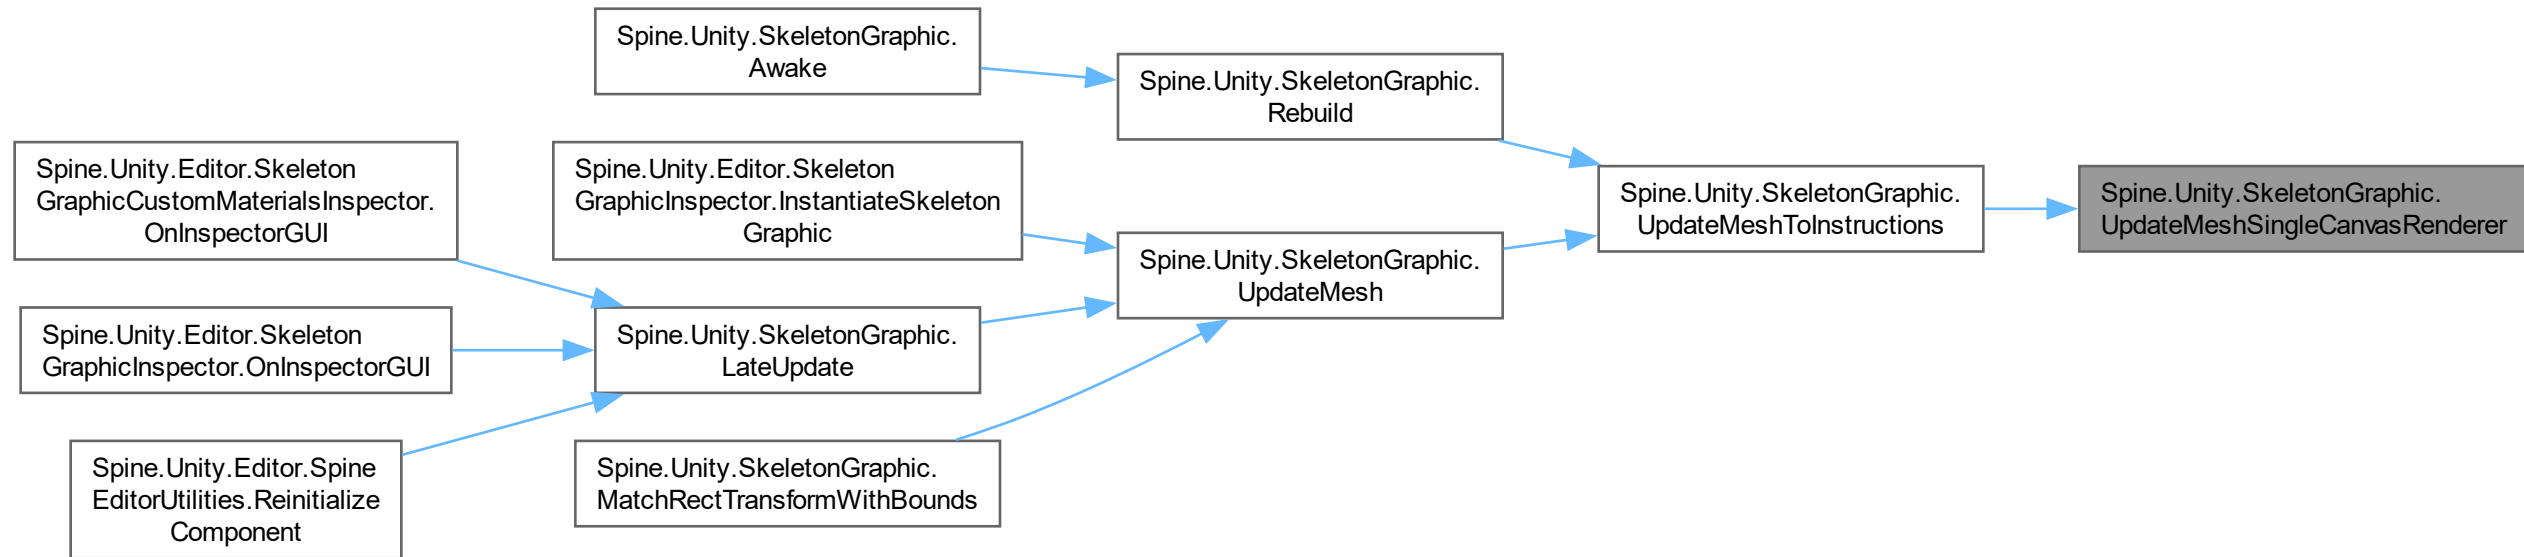 Spine.Unity.SkeletonGraphic.
Awake
Spine.Unity.SkeletonGraphic.
Rebuild
Spine.Unity.Editor.Skeleton
GraphicCustomMaterialsInspector.
OnInspectorGUI
Spine.Unity.Editor.Skeleton
GraphicInspector.InstantiateSkeleton
Graphic
Spine.Unity.SkeletonGraphic.
UpdateMeshToInstructions
Spine.Unity.SkeletonGraphic.
UpdateMeshSingleCanvasRenderer
Spine.Unity.SkeletonGraphic.
UpdateMesh
Spine.Unity.Editor.Skeleton
GraphicInspector.OnInspectorGUI
Spine.Unity.SkeletonGraphic.
LateUpdate
Spine.Unity.Editor.Spine
EditorUtilities.Reinitialize
Component
Spine.Unity.SkeletonGraphic.
MatchRectTransformWithBounds